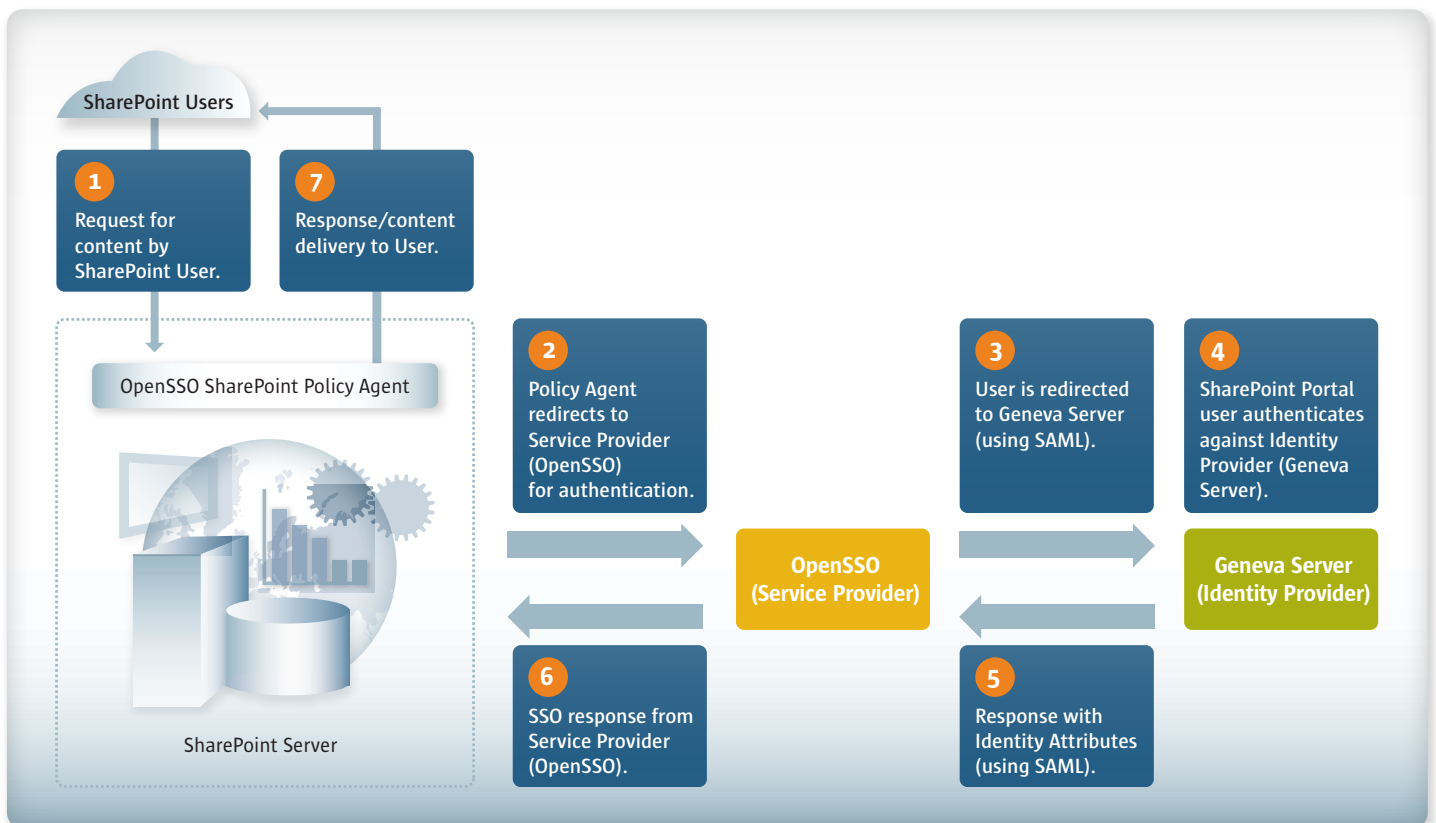 SharePoint Users
1
Request for
content by
SharePoint User.
7
Response/content
delivery to User.
OpenSSO SharePoint Policy Agent
SharePoint Server
2
Policy Agent
redirects to
Service Provider
(OpenSSO)
for authentication.
3
User is redirected
to Geneva Server
(using SAML).
4
SharePoint Portal
user authenticates
against Identity
Provider (Geneva
Server).
OpenSSO
(Service Provider)
Geneva Server
(Identity Provider)
6
SSO response from
Service Provider
(OpenSSO).
5
Response with
Identity Attributes
(using SAML).